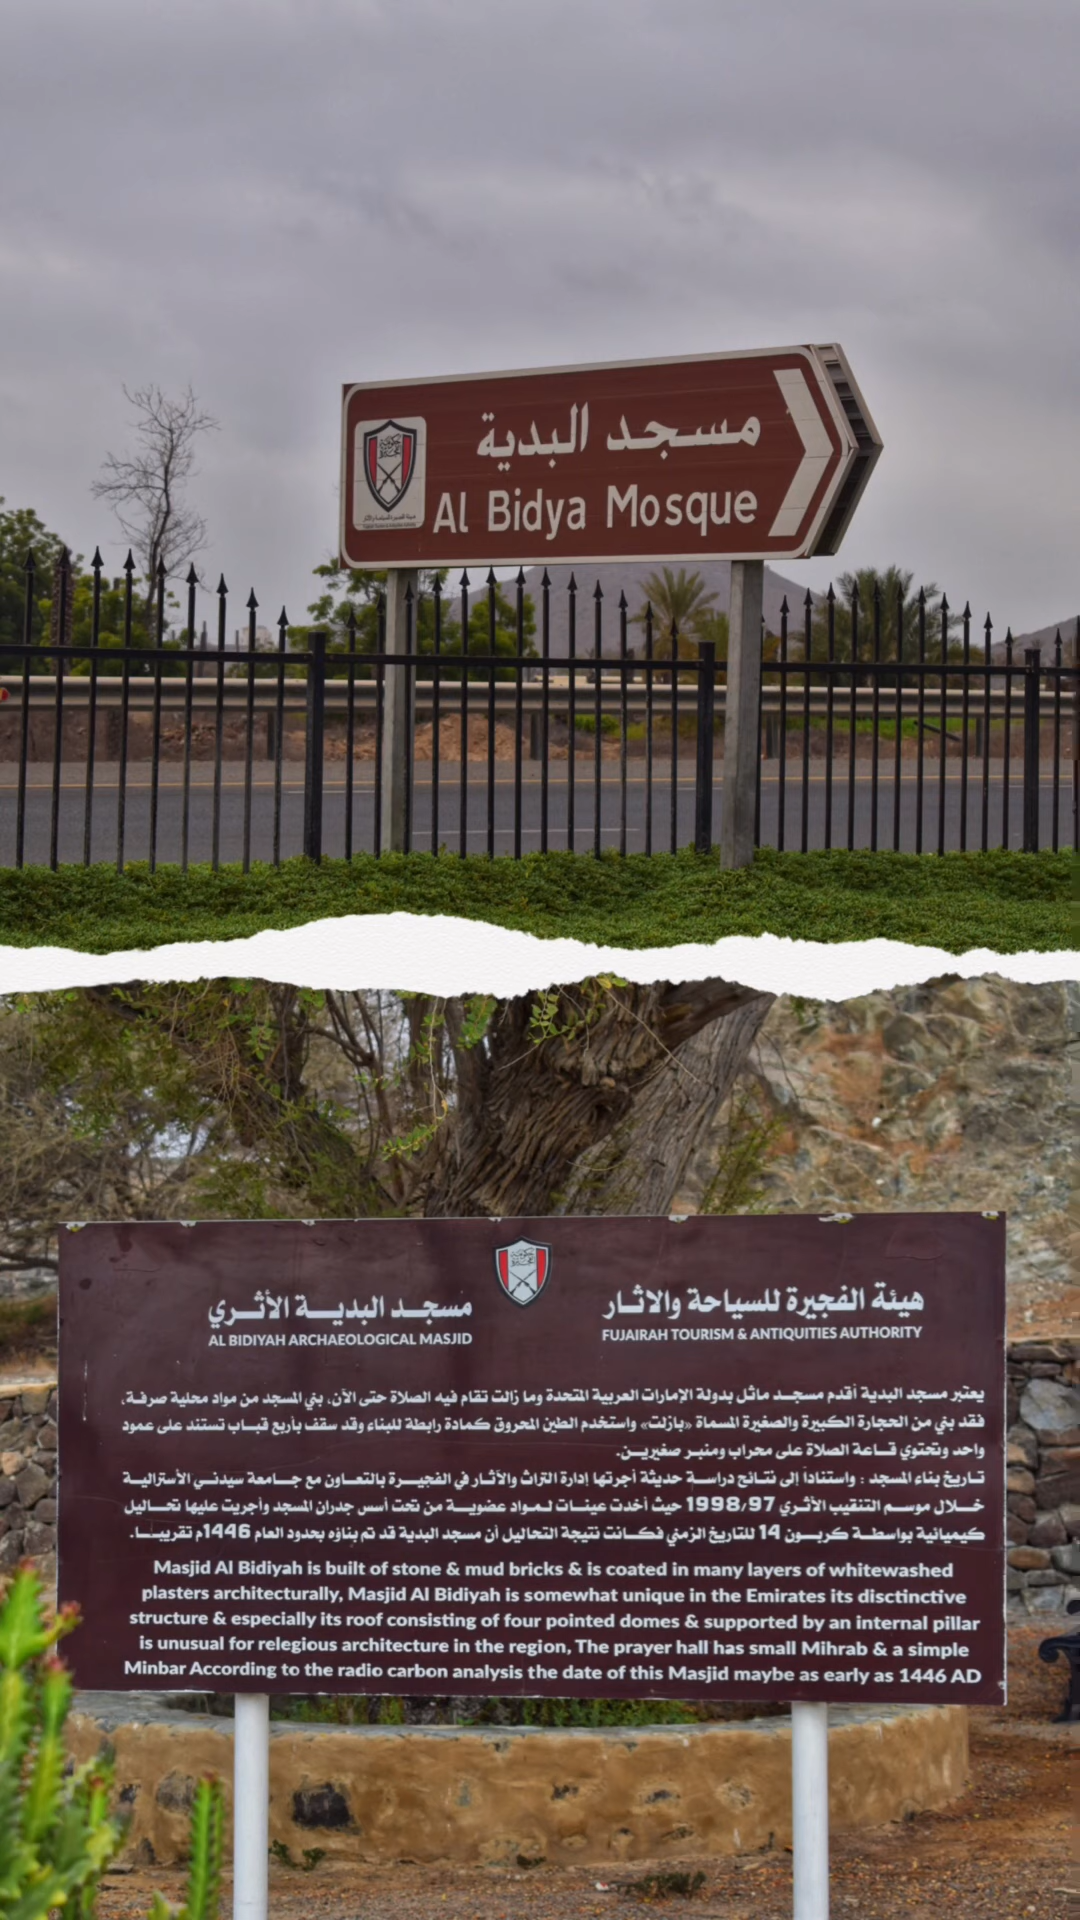 مسجد البدية
Al Bidya Mosque
هيئة الفجيرة للسياحة والاثار
FUJAIRAH TOURISM & ANTIQUITIES AUTHORITY
مسجد البدية الأثري
AL BIDIYAH ARCHAEOLOGICAL MASJID
يعتبر مسجد البدية أقدم مسجد ماثل بدولة الإمارات العربية المتحدة وما زالت تقام فيه الصلاة حتى الآن، بني المسجد من مواد محلية صرفة،
فقد بني من الحجارة الكبيرة والصغيرة المسماة «بازلت» واستخدم الطين المحروق كمادة رابطة للبناء وقد سقف بأربع قباب تستند على عمود
واحد وتحتوي قاعة الصلاة على محراب ومنبر صغيرين.
تاريخ بناء المسجد : واستناداً إلى نتائج دراسة حديثة أجرتها إدارة التراث والأثار في الفجيرة بالتعاون مع جامعة سيدني الأسترالية
خلال موسم التنقيب الأثري 1998/97 حيث أخذت عينات لمواد عضوية من تحت أسس جدران المسجد وأجريت عليها تحاليل
كيميائية بواسطة كربون 14 للتاريخ الزمني فكانت نتيجة التحاليل أن مسجد البدية قد تم بناؤه بحدود العام 1446م تقريبا.
Masjid Al Bidiyah is built of stone & mud bricks & is coated in many layers of whitewashed
plasters architecturally, Masjid Al Bidiyah is somewhat unique in the Emirates its disctinctive
structure & especially its roof consisting of four pointed domes & supported by an internal pillar
is unusual for relegious architecture in the region, The prayer hall has small Mihrab & a simple
Minbar According to the radio carbon analysis the date of this Masjid maybe as early as 1446 AD